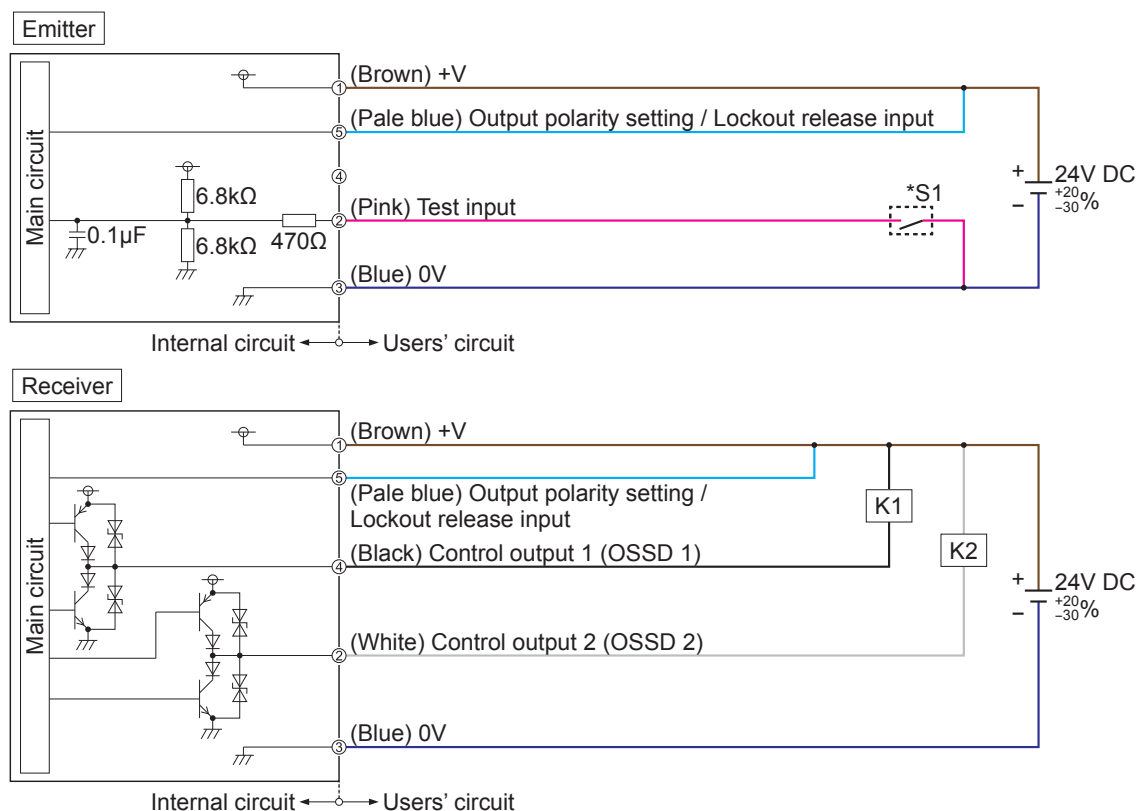 Emitter
Main circuit
(Brown) +V
①
(Pale blue) Output polarity setting / Lockout release input
⑤
④
6.8kΩ
(Pink) Test input
②
*S1
0.1µF
6.8kΩ
470Ω
(Blue) 0V
③
+
−
24V DC
+20
−30 %
Internal circuit
Users' circuit
Receiver
Main circuit
(Brown) +V
①
⑤
(Pale blue) Output polarity setting /
Lockout release input
K1
(Black) Control output 1 (OSSD 1)
④
K2
(White) Control output 2 (OSSD 2)
②
+
−
24V DC
+20
−30 %
(Blue) 0V
③
Internal circuit
Users' circuit